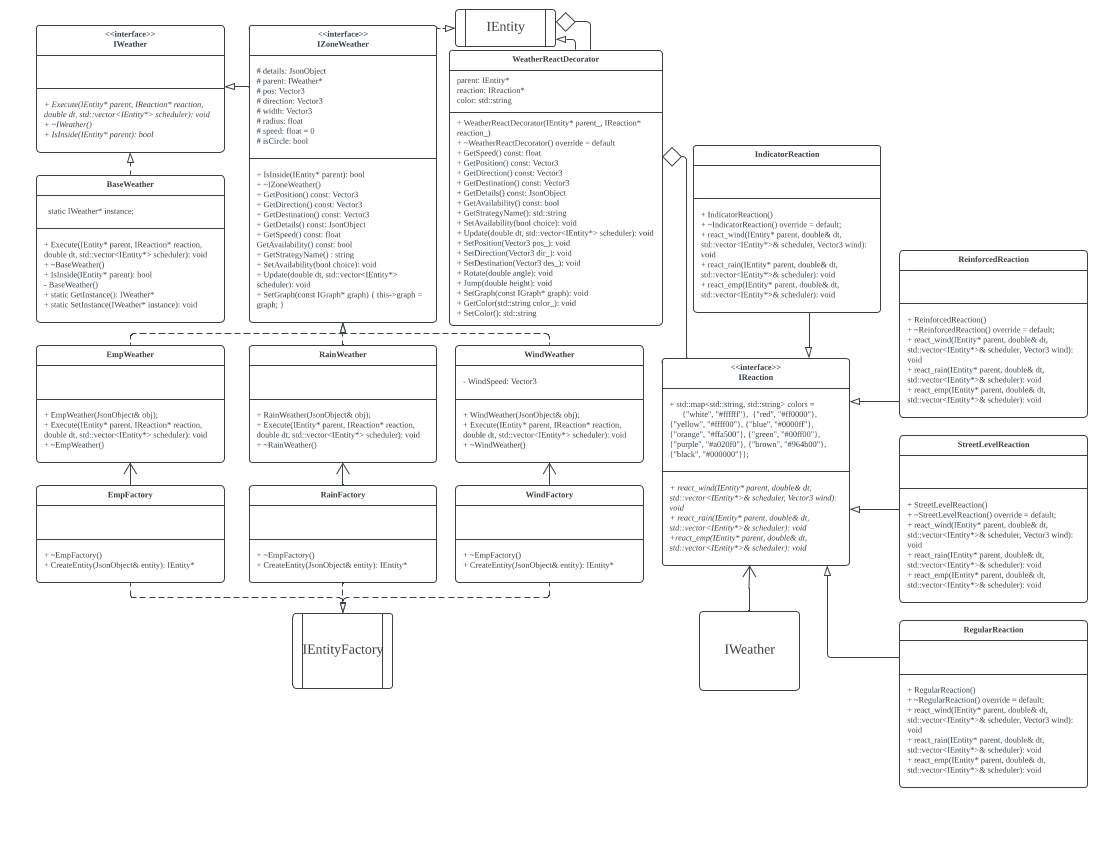 <<interface>>
IWeather
+ Execute(IEntity* parent, IReaction* reaction,
double dt, std::vector<IEntity*> scheduler): void
+ ~IWeather()
+ IsInside(IEntity* parent): bool
BaseWeather
static IWeather* instance;
+ Execute(IEntity* parent, IReaction* reaction,
double dt, std::vector<IEntity*> scheduler): void
+ ~BaseWeather()
+ IsInside(IEntity* parent): bool
- BaseWeather()
+ static GetInstance(): IWeather*
+ static SetInstance(IWeather* instance): void
<<interface>>
IZoneWeather
# details: JsonObject
# parent: IWeather*
# pos: Vector3
# direction: Vector3
# width: Vector3
# radius: float
# speed: float = 0
# isCircle: bool
+ IsInside(IEntity* parent): bool
+ ~IZoneWeather()
+ GetPosition() const: Vector3
+ GetDirection() const: Vector3
+ GetDestination() const: Vector3
+ GetDetails() const: JsonObject
+ GetSpeed() const: float
GetAvailability() const: bool
+ GetStrategyName() : string
+ SetAvailability(bool choice): void
+ Update(double dt, std::vector<IEntity*>
scheduler): void
+ SetGraph(const IGraph* graph) { this->graph =
graph; }
IEntity
WeatherReactDecorator
parent: IEntity*
reaction: IReaction*
color: std::string
+ WeatherReactDecorator(IEntity* parent_, IReaction*
reaction_)
+ ~WeatherReactDecorator() override = default
+ GetSpeed() const: float
+ GetPosition() const: Vector3
+ GetDirection() const: Vector3
+ GetDestination() const: Vector3
+ GetDetails() const: JsonObject
+ GetAvailability() const: bool
+ GetStrategyName(): std::string
+ SetAvailability(bool choice): void
+ Update(double dt, std::vector<IEntity*> scheduler): void
+ SetPosition(Vector3 pos_): void
+ SetDirection(Vector3 dir_): void
+ SetDestination(Vector3 des_): void
+ Rotate(double angle): void
+ Jump(double height): void
+ SetGraph(const IGraph* graph): void
+ GetColor(std::string color_): void
+ SetColor(): std::string
IndicatorReaction
+ IndicatorReaction()
+ ~IndicatorReaction() override = default;
+ react_wind(IEntity* parent, double& dt,
std::vector<IEntity*>& scheduler, Vector3 wind):
void
+ react_rain(IEntity* parent, double& dt,
std::vector<IEntity*>& scheduler): void
+ react_emp(IEntity* parent, double& dt,
std::vector<IEntity*>& scheduler): void
ReinforcedReaction
+ ReinforcedReaction()
+ ~ReinforcedReaction() override = default;
+ react_wind(IEntity* parent, double& dt,
std::vector<IEntity*>& scheduler, Vector3 wind):
void
+ react_rain(IEntity* parent, double& dt,
std::vector<IEntity*>& scheduler): void
+ react_emp(IEntity* parent, double& dt,
std::vector<IEntity*>& scheduler): void
EmpWeather
+ EmpWeather(JsonObject& obj);
+ Execute(IEntity* parent, IReaction* reaction,
double dt, std::vector<IEntity*> scheduler): void
+ ~EmpWeather()
RainWeather
+ RainWeather(JsonObject& obj);
+ Execute(IEntity* parent, IReaction* reaction,
double dt, std::vector<IEntity*> scheduler): void
+ ~RainWeather()
WindWeather
- WindSpeed: Vector3
+ WindWeather(JsonObject& obj);
+ Execute(IEntity* parent, IReaction* reaction,
double dt, std::vector<IEntity*> scheduler): void
+ ~WindWeather()
<<interface>>
IReaction
+ std::map<std::string, std::string> colors =
{"white", "#ffffff"}, {"red", "#ff0000"},
{"yellow", "#ffff00"}, {"blue", "#0000ff"},
{"orange", "#ffa500"}, {"green", "#00ff00"},
{"purple", "#a020f0"}, {"brown", "#964b00"},
{"black", "#000000"}};
+ react_wind(IEntity* parent, double& dt,
std::vector<IEntity*>& scheduler, Vector3 wind):
void
+ react_rain(IEntity* parent, double& dt,
std::vector<IEntity*>& scheduler): void
+react_emp(IEntity* parent, double& dt,
std::vector<IEntity*>& scheduler): void
StreetLevelReaction
+ StreetLevelReaction()
+ ~StreetLevelReaction() override = default;
+ react_wind(IEntity* parent, double& dt,
std::vector<IEntity*>& scheduler, Vector3 wind):
void
+ react_rain(IEntity* parent, double& dt,
std::vector<IEntity*>& scheduler): void
+ react_emp(IEntity* parent, double& dt,
std::vector<IEntity*>& scheduler): void
EmpFactory
+ ~EmpFactory()
+ CreateEntity(JsonObject& entity): IEntity*
RainFactory
+ ~EmpFactory()
+ CreateEntity(JsonObject& entity): IEntity*
WindFactory
+ ~EmpFactory()
+ CreateEntity(JsonObject& entity): IEntity*
IEntityFactory
IWeather
RegularReaction
+ RegularReaction()
+ ~RegularReaction() override = default;
+ react_wind(IEntity* parent, double& dt,
std::vector<IEntity*>& scheduler, Vector3 wind):
void
+ react_rain(IEntity* parent, double& dt,
std::vector<IEntity*>& scheduler): void
+ react_emp(IEntity* parent, double& dt,
std::vector<IEntity*>& scheduler): void